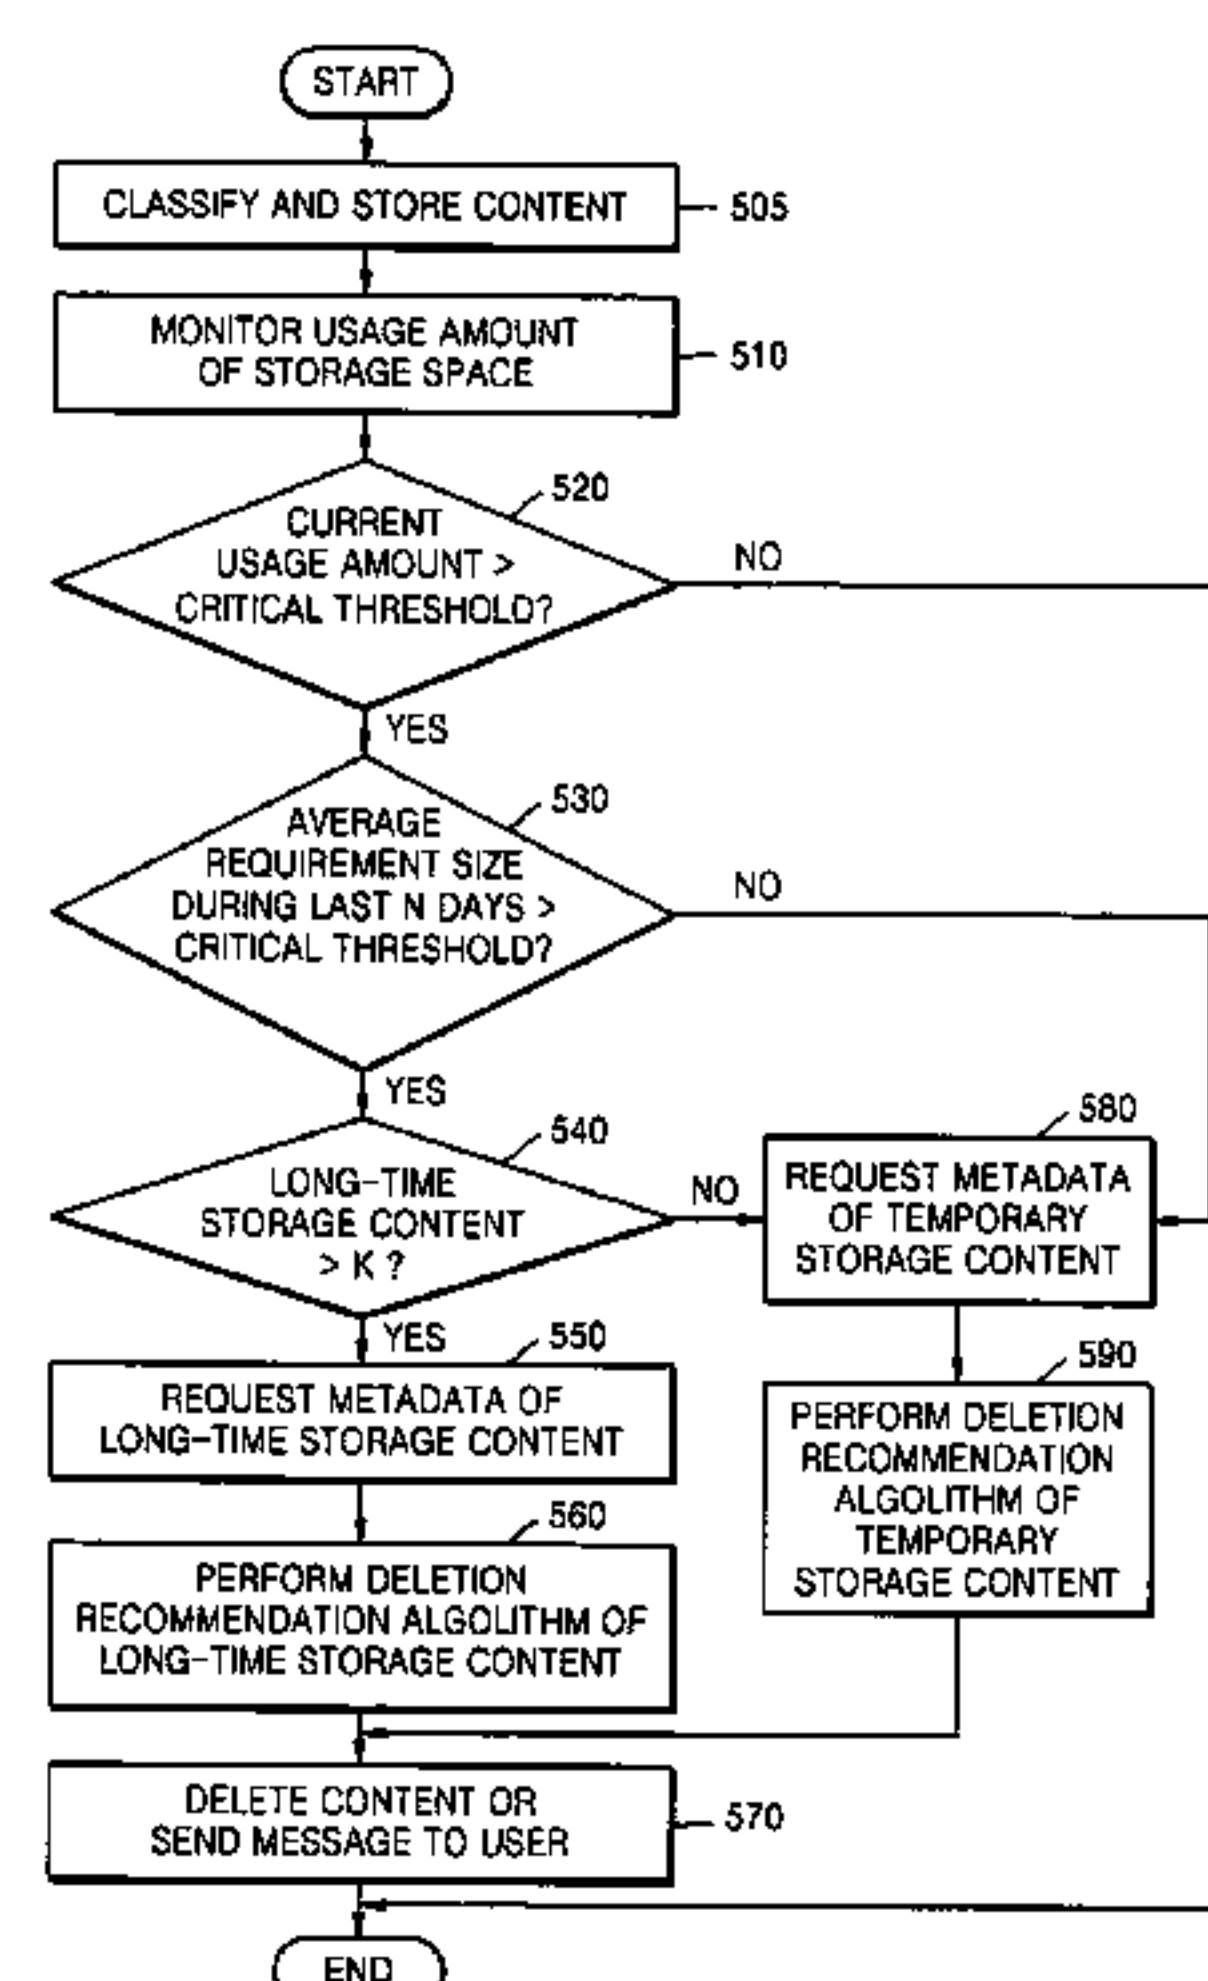 START
CLASSIFY AND STORE CONTENT
505
MONITOR USAGE AMOUNT
OF STORAGE SPACE
510
520
CURRENT
USAGE AMOUNT >
CRITICAL THRESHOLD?
NO
YES
530
AVERAGE
REQUIREMENT SIZE
DURING LAST N DAYS >
CRITICAL THRESHOLD?
NO
YES
540
LONG-TIME
STORAGE CONTENT
> K ?
NO
YES
580
REQUEST METADATA
OF TEMPORARY
STORAGE CONTENT
550
REQUEST METADATA OF
LONG-TIME STORAGE CONTENT
590
PERFORM DELETION
RECOMMENDATION
ALGOLITHM OF
TEMPORARY
STORAGE CONTENT
560
PERFORM DELETION
RECOMMENDATION ALGOLITHM OF
LONG-TIME STORAGE CONTENT
DELETE CONTENT OR
SEND MESSAGE TO USER
570
END